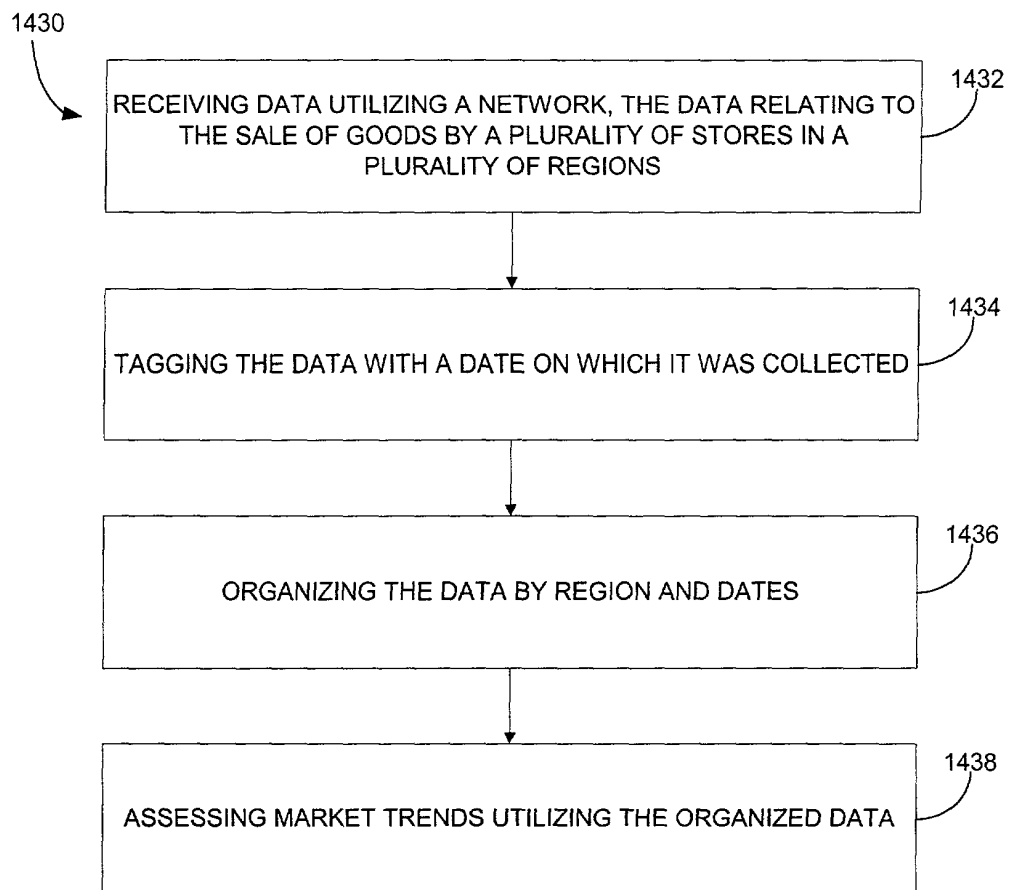 1430
1432
RECEIVING DATA UTILIZING A NETWORK, THE DATA RELATING TO
THE SALE OF GOODS BY A PLURALITY OF STORES IN A
PLURALITY OF REGIONS
1434
TAGGING THE DATA WITH A DATE ON WHICH IT WAS COLLECTED
1436
ORGANIZING THE DATA BY REGION AND DATES
1438
ASSESSING MARKET TRENDS UTILIZING THE ORGANIZED DATA